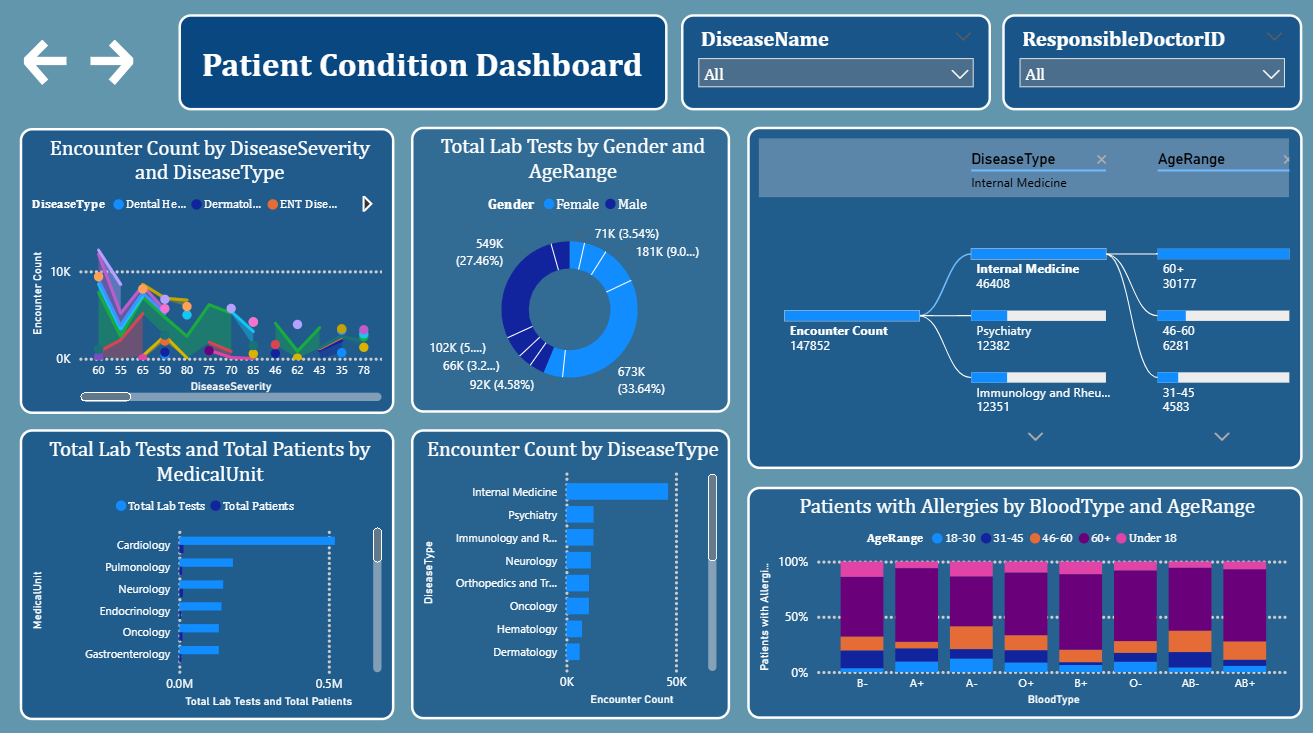 Patient Condition Dashboard
DiseaseName
All
ResponsibleDoctorID
All
Encounter Count by DiseaseSeverity
and DiseaseType
DiseaseType Dental He... Dermatol... ENT Dise...
Encounter Count
10K
0K
60 55 65 50 80 75 70 85 46 62 43 35 78
DiseaseSeverity
Total Lab Tests by Gender and
AgeRange
Gender Female Male
71K (3.54%)
181K (9.0...)
673K
(33.64%)
92K (4.58%)
66K (3.2...)
102K (5....)
549K
(27.46%)
DiseaseType
Internal Medicine
AgeRange
Encounter Count
147852
Internal Medicine
46408
Psychiatry
12382
Immunology and Rheu...
12351
60+
30177
46-60
6281
31-45
4583
Total Lab Tests and Total Patients by
MedicalUnit
Total Lab Tests Total Patients
MedicalUnit
Cardiology
Pulmonology
Neurology
Endocrinology
Oncology
Gastroenterology
0.0M 0.5M
Total Lab Tests and Total Patients
Encounter Count by DiseaseType
DiseaseType
Internal Medicine
Psychiatry
Immunology and R...
Neurology
Orthopedics and Tr...
Oncology
Hematology
Dermatology
0K 50K
Encounter Count
Patients with Allergies by BloodType and AgeRange
AgeRange 18-30 31-45 46-60 60+ Under 18
Patients with Allergi...
100%
50%
0%
B- A+ A- O+ B+ O- AB- AB+
BloodType